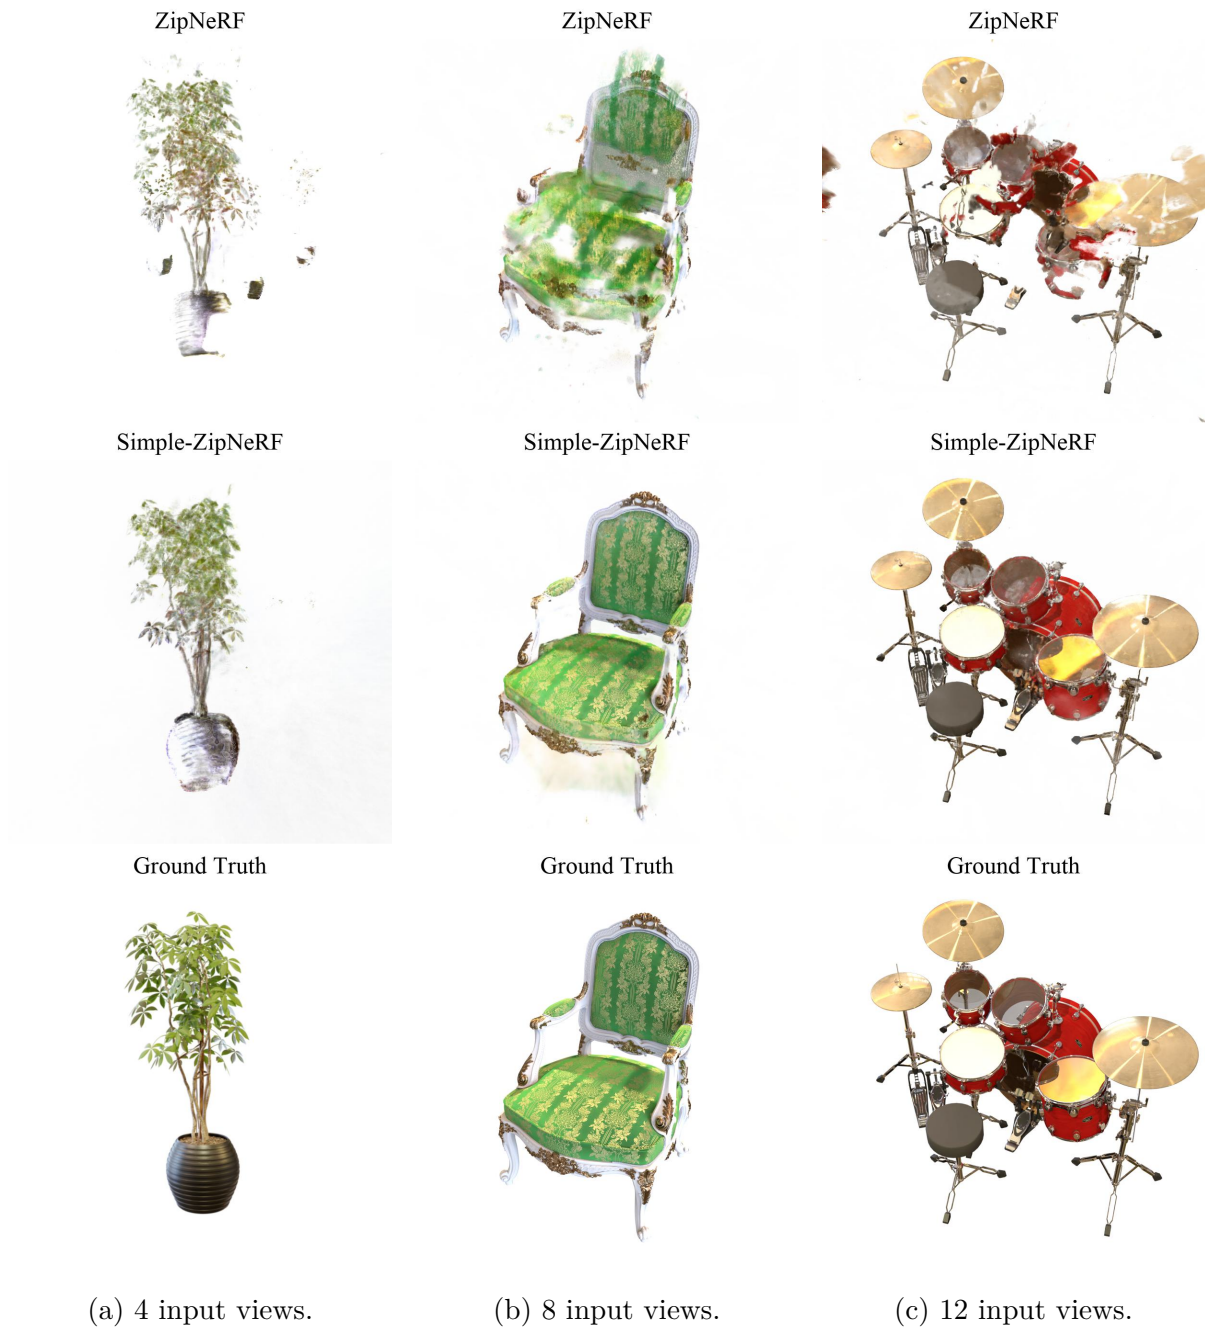 ZipNeRF ZipNeRF ZipNeRF
Simple-ZipNeRF Simple-ZipNeRF Simple-ZipNeRF
Ground Truth Ground Truth Ground Truth
(a) 4 input views. (b) 8 input views. (c) 12 input views.